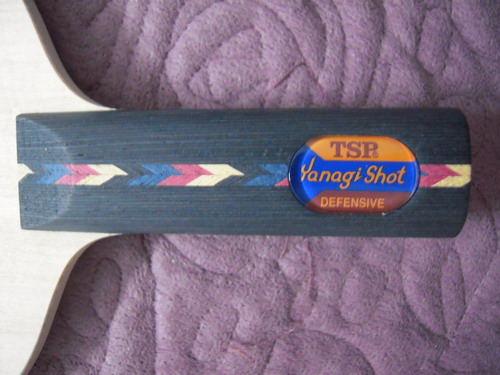 TSP
Yanagi Shot
DEFENSIVE